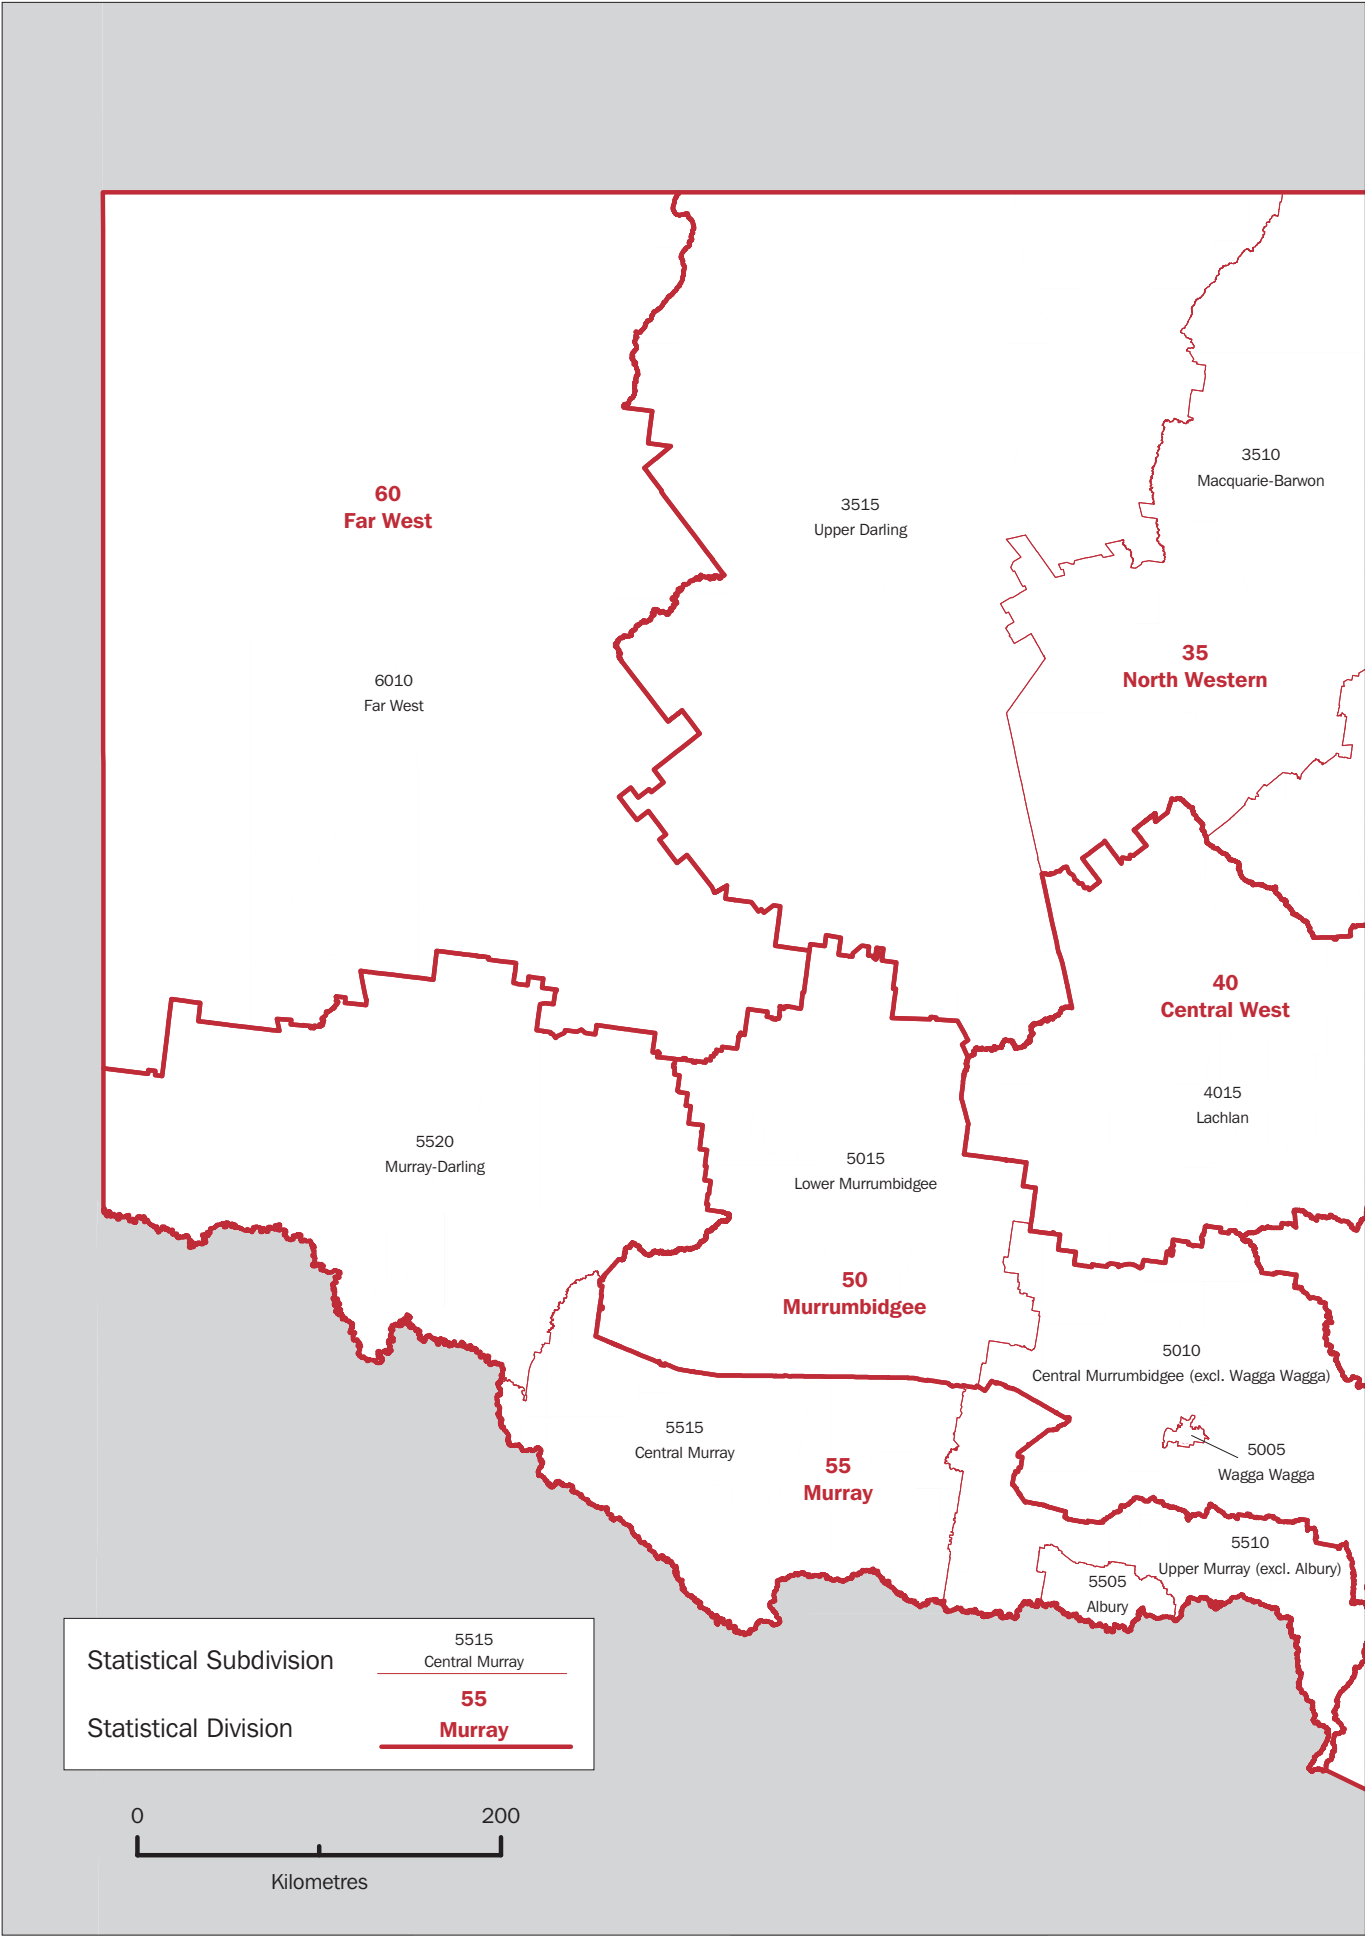 3510
Macquarie-Barwon
60
Far West
3515
Upper Darling
35
North Western
6010
Far West
40
Central West
4015
Lachlan
5520
Murray-Darling
5015
Lower Murrumbidgee
50
Murrumbidgee
5010
Central Murrumbidgee (excl. Wagga Wagga)
5515
Central Murray
5005
Wagga Wagga
55
Murray
5510
Upper Murray (excl. Albury)
5505
Albury
Statistical Subdivision
5515
Central Murray
Statistical Division
55
Murray
0 200
Kilometres